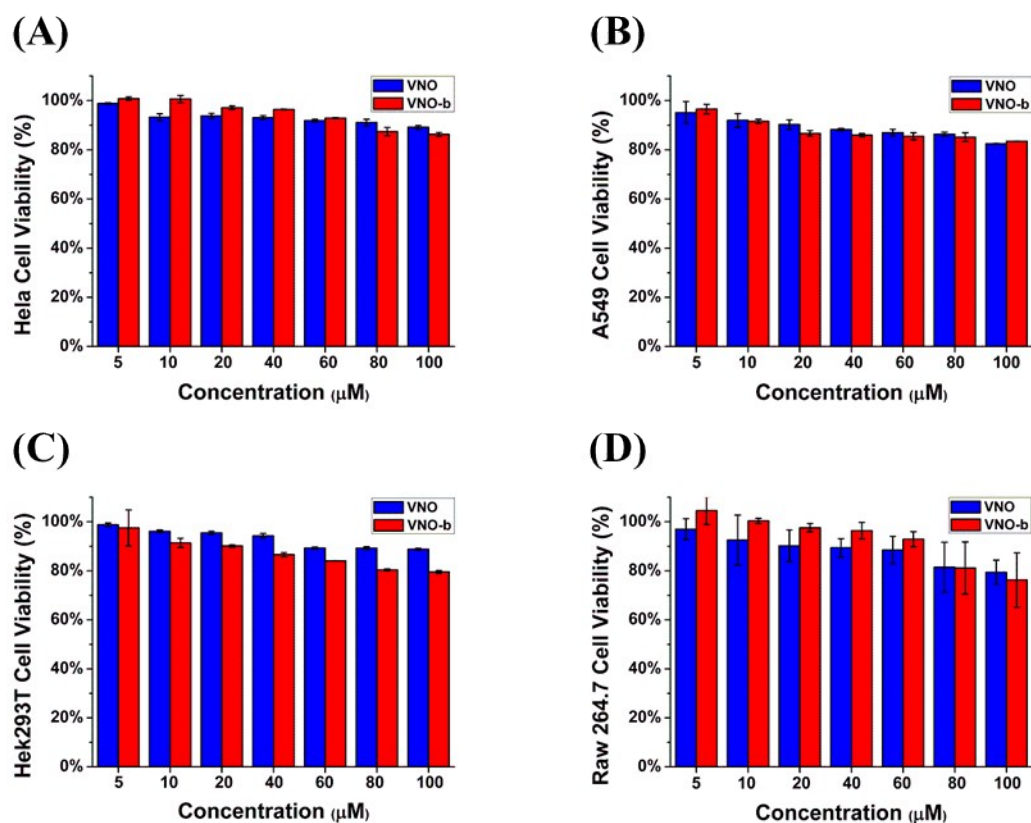 (A)
VNO
VNO-b
100%
80%
60%
40%
20%
0%
Hela Cell Viability (%)
5 10 20 40 60 80 100
Concentration (μM)
(B)
VNO
VNO-b
100%
80%
60%
40%
20%
0%
A549 Cell Viability (%)
5 10 20 40 60 80 100
Concentration (μM)
(C)
VNO
VNO-b
100%
80%
60%
40%
20%
0%
Hek293T Cell Viability (%)
5 10 20 40 60 80 100
Concentration (μM)
(D)
VNO
VNO-b
100%
80%
60%
40%
20%
0%
Raw 264.7 Cell Viability (%)
5 10 20 40 60 80 100
Concentration (μM)